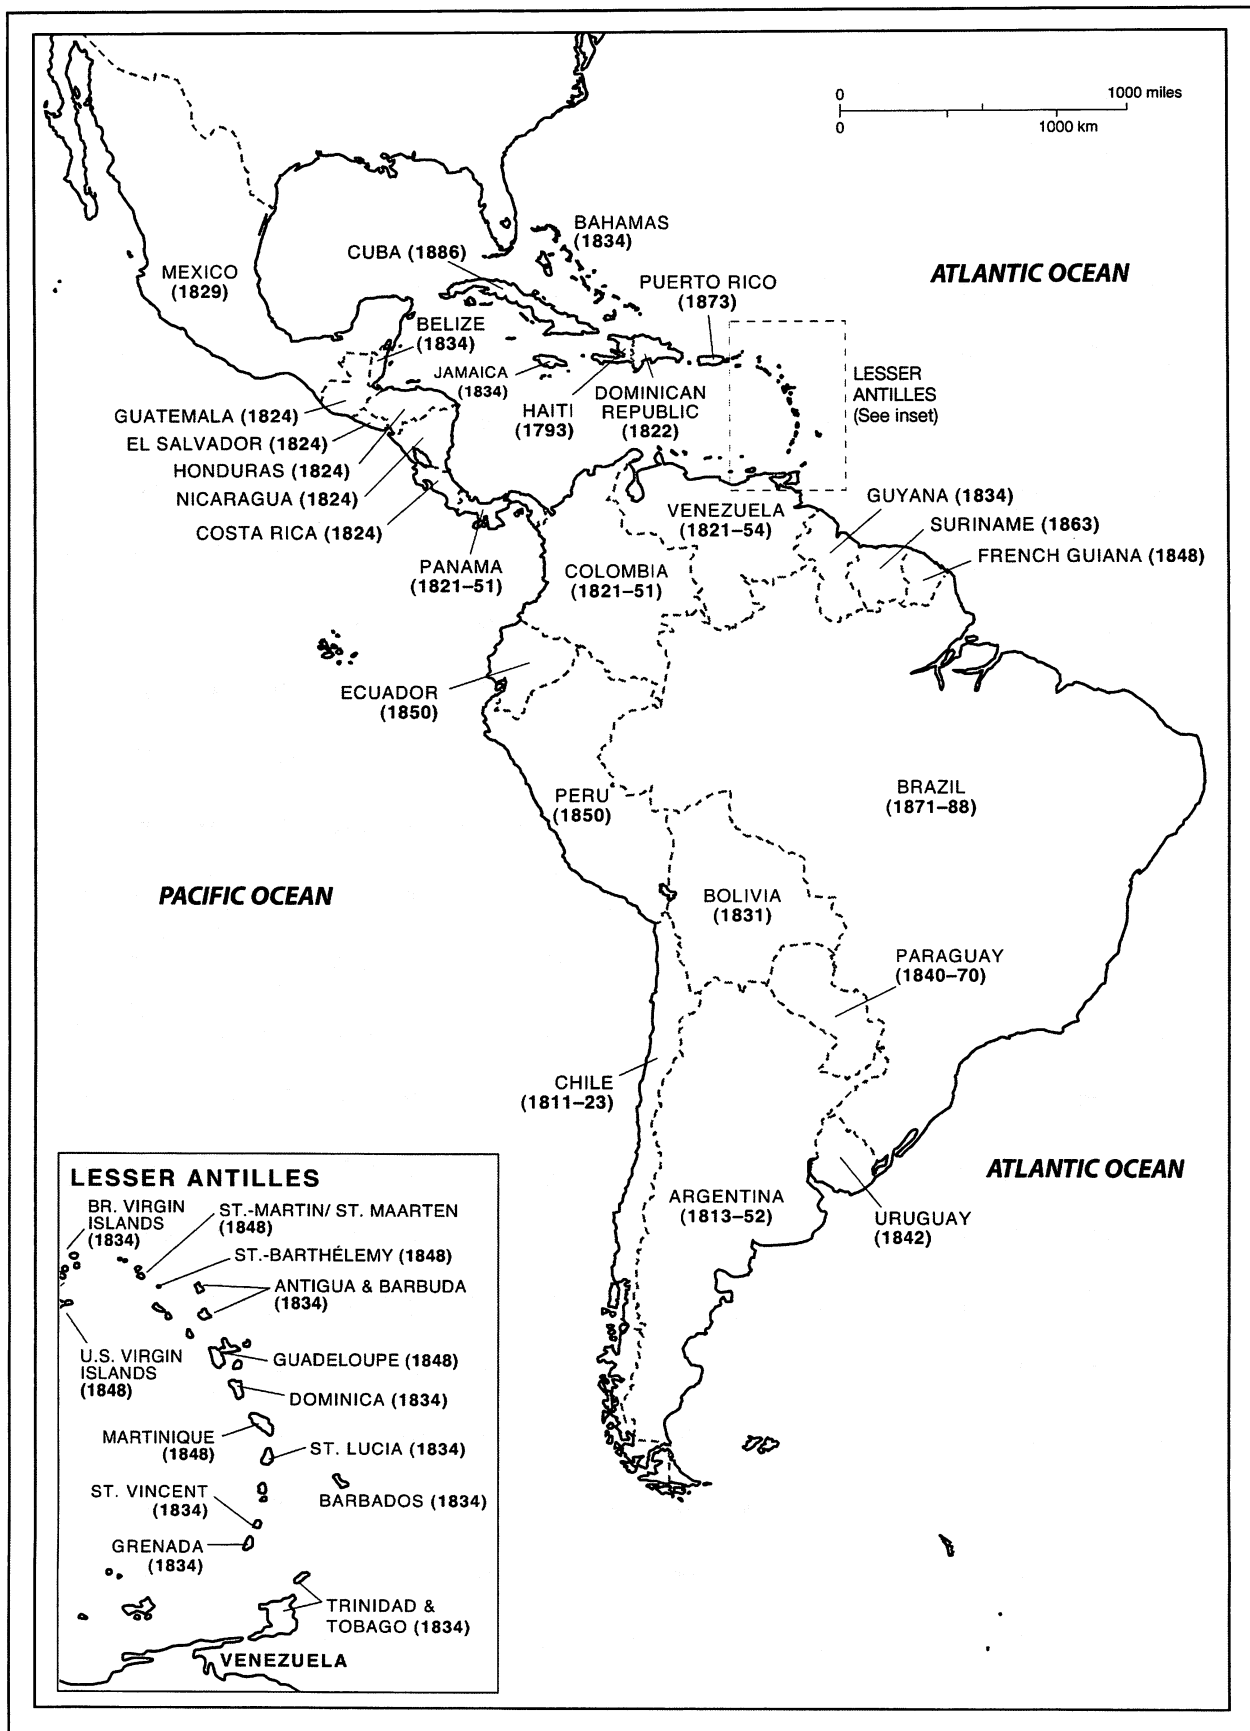 0 1000 miles
0 1000 km
BAHAMAS
(1834)
CUBA (1886)
MEXICO
(1829)
PUERTO RICO
(1873)
ATLANTIC OCEAN
BELIZE
(1834)
JAMAICA
(1834)
HAITI
(1793)
DOMINICAN
REPUBLIC
(1822)
LESSER
ANTILLES
(See inset)
GUATEMALA (1824)
EL SALVADOR (1824)
HONDURAS (1824)
NICARAGUA (1824)
COSTA RICA (1824)
PANAMA
(1821–51)
VENEZUELA
(1821–54)
GUYANA (1834)
SURINAME (1863)
FRENCH GUIANA (1848)
COLOMBIA
(1821–51)
ECUADOR
(1850)
PERU
(1850)
BRAZIL
(1871–88)
PACIFIC OCEAN
BOLIVIA
(1831)
PARAGUAY
(1840–70)
CHILE
(1811–23)
ATLANTIC OCEAN
ARGENTINA
(1813–52)
URUGUAY
(1842)
LESSER ANTILLES
BR. VIRGIN
ISLANDS
(1834)
ST.-MARTIN/ ST. MAARTEN
(1848)
ST.-BARTHÉLEMY (1848)
ANTIGUA & BARBUDA
(1834)
U.S. VIRGIN
ISLANDS
(1848)
GUADELOUPE (1848)
DOMINICA (1834)
MARTINIQUE
(1848)
ST. LUCIA (1834)
ST. VINCENT
(1834)
BARBADOS (1834)
GRENADA
(1834)
TRINIDAD &
TOBAGO (1834)
VENEZUELA